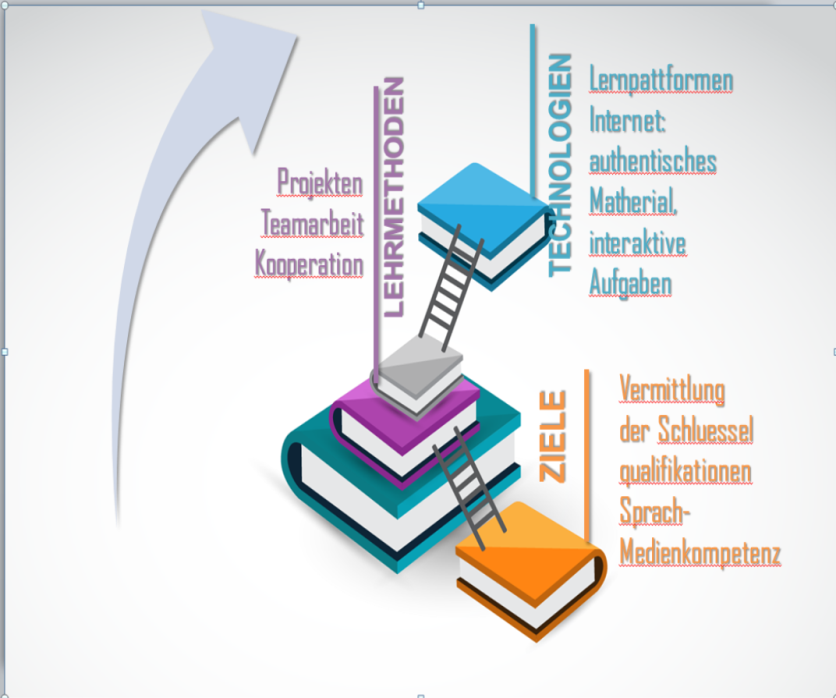 LEHRMETHODEN
Projekten
Teamarbeit
Kooperation
TECHNOLOGIEN
Lernpattformen
Internet:
authentisches
Matherial,
interaktive
Aufgaben
ZIELE
Vermittlung
der Schluessel
qualifikationen
Sprach-
Medienkompetenz